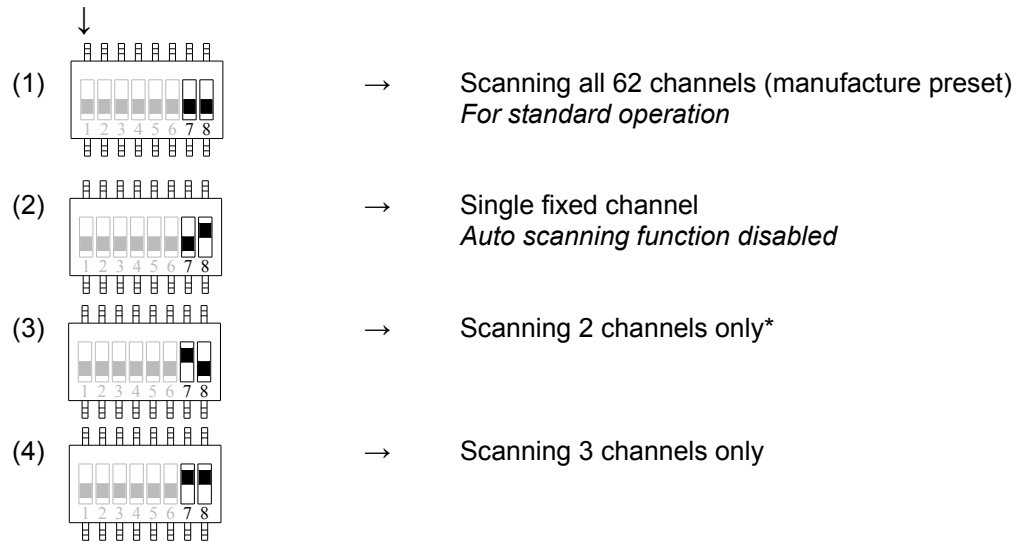 ↓
(1) → Scanning all 62 channels (manufacture preset)
For standard operation
1 2 3 4 5 6 7 8
(2) → Single fixed channel
Auto scanning function disabled
1 2 3 4 5 6 7 8
(3) → Scanning 2 channels only*
1 2 3 4 5 6 7 8
(4) → Scanning 3 channels only
1 2 3 4 5 6 7 8